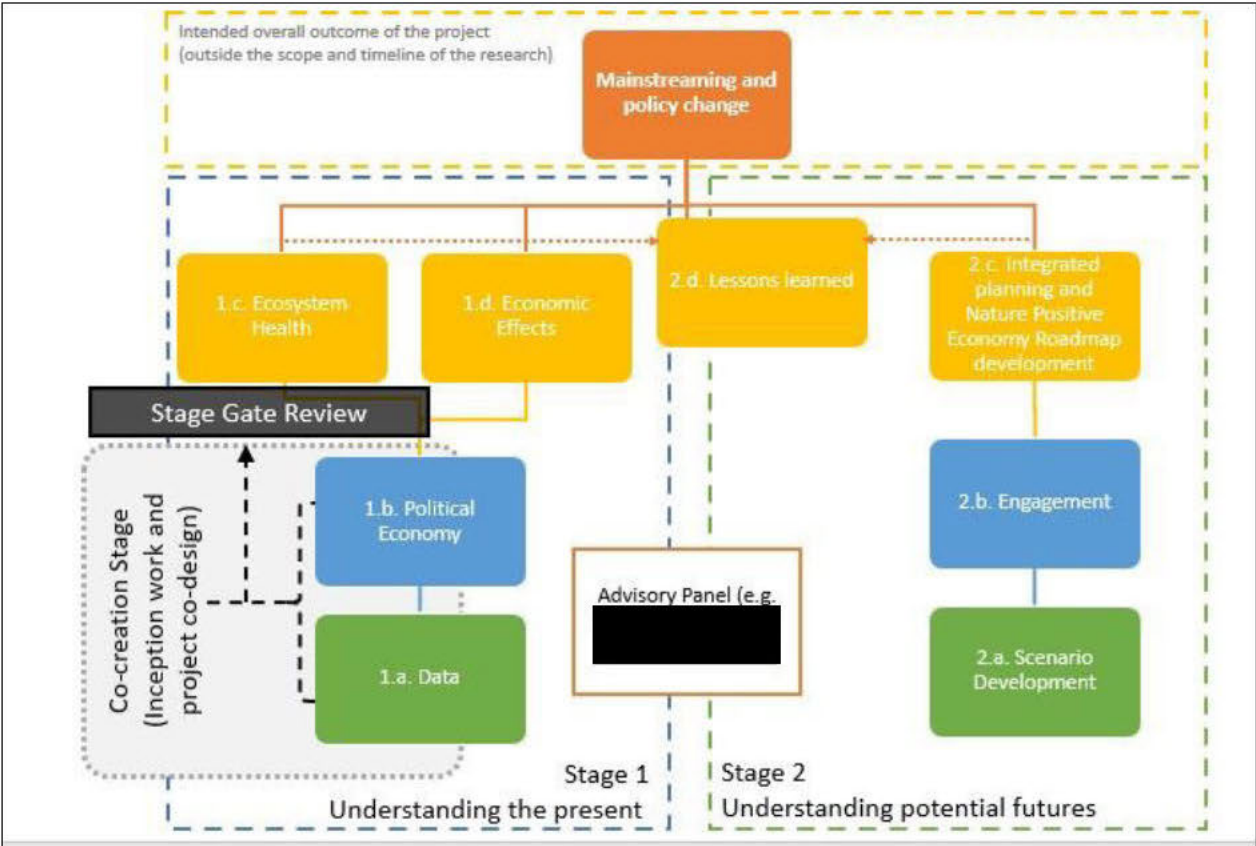 Intended overall outcome of the project
(outside the scope and timeline of the research)
Mainstreaming and
policy change
1.c. Ecosystem
Health
1.d. Economic
Effects
2.d. Lessons learned
2.c. Integrated
planning and
Nature Positive
Economy Roadmap
development
Stage Gate Review
Co-creation Stage
(Inception work and
project co-design)
1.b. Political
Economy
2.b. Engagement
Advisory Panel (e.g.
1.a. Data
2.a. Scenario
Development
Stage 1
Understanding the present
Stage 2
Understanding potential futures